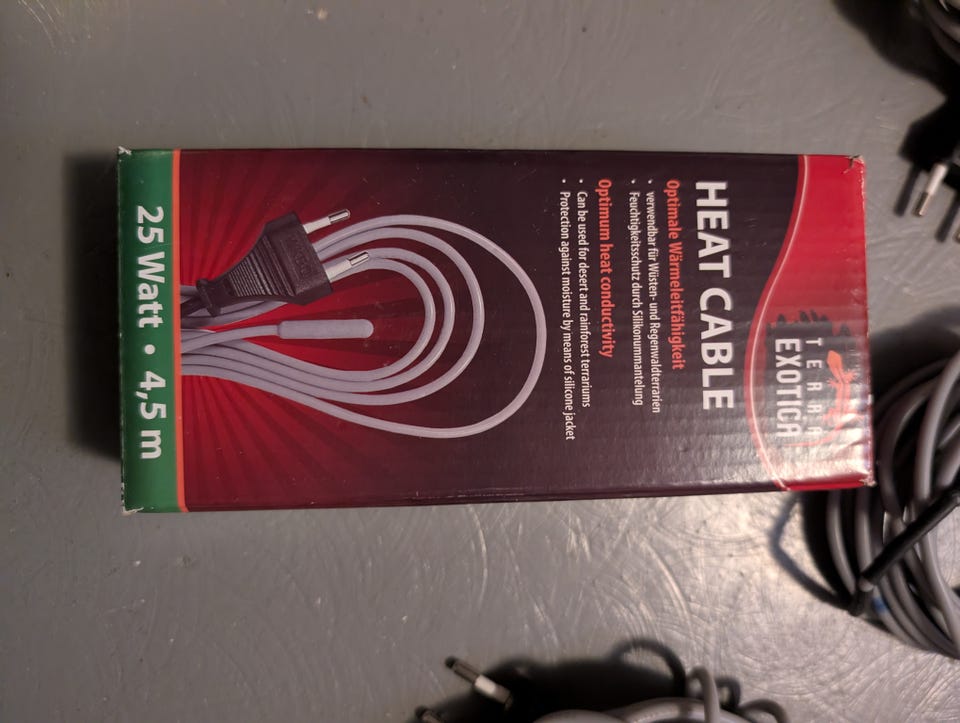 TERRA
EXOTICA
HEAT CABLE
Optimale Wärmeleitfähigkeit
• verwendbar für Wüsten- und Regenwaldterrarien
• Feuchtigkeitsschutz durch Silikonummantelung
Optimum heat conductivity
• Can be used for desert and rainforest terrariums
• Protection against moisture by means of silicone jacket
25 Watt • 4,5 m